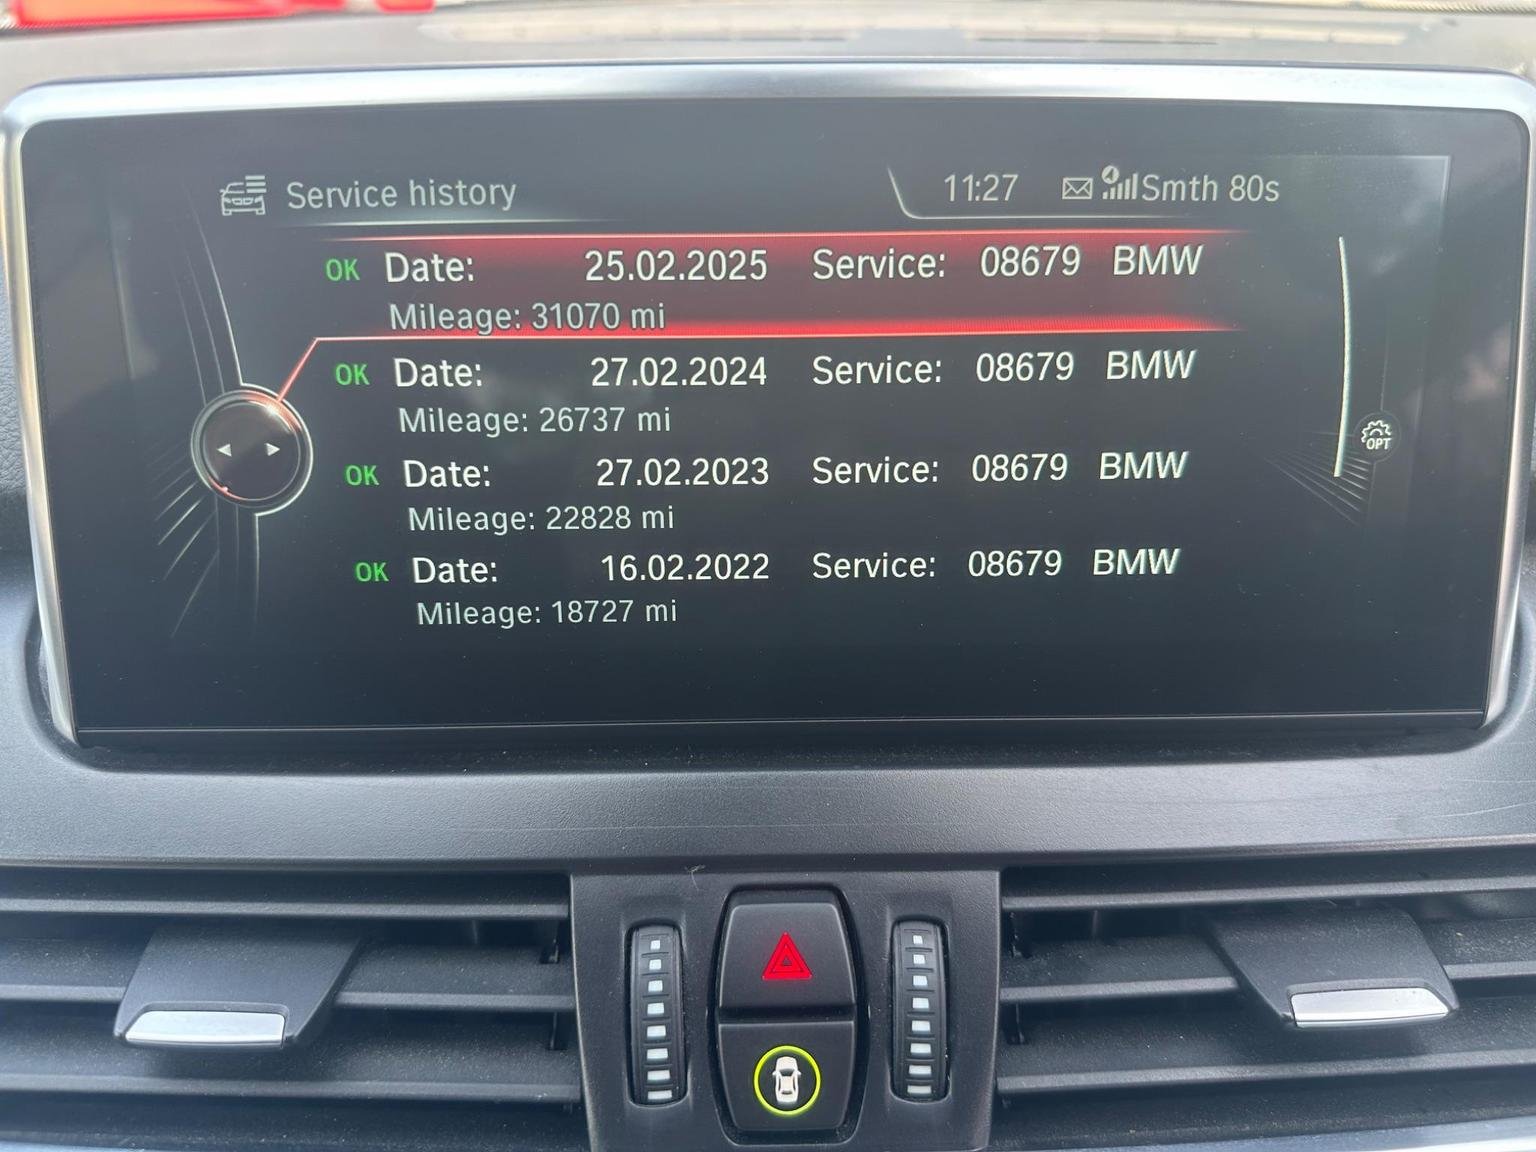 Service history 11:27 4 Smth 80s
OK Date: 25.02.2025 Service: 08679 BMW
Mileage: 31070 mi
OK Date: 27.02.2024 Service: 08679 BMW
Mileage: 26737 mi
OPT
OK Date: 27.02.2023 Service: 08679 BMW
Mileage: 22828 mi
OK Date: 16.02.2022 Service: 08679 BMW
Mileage: 18727 mi